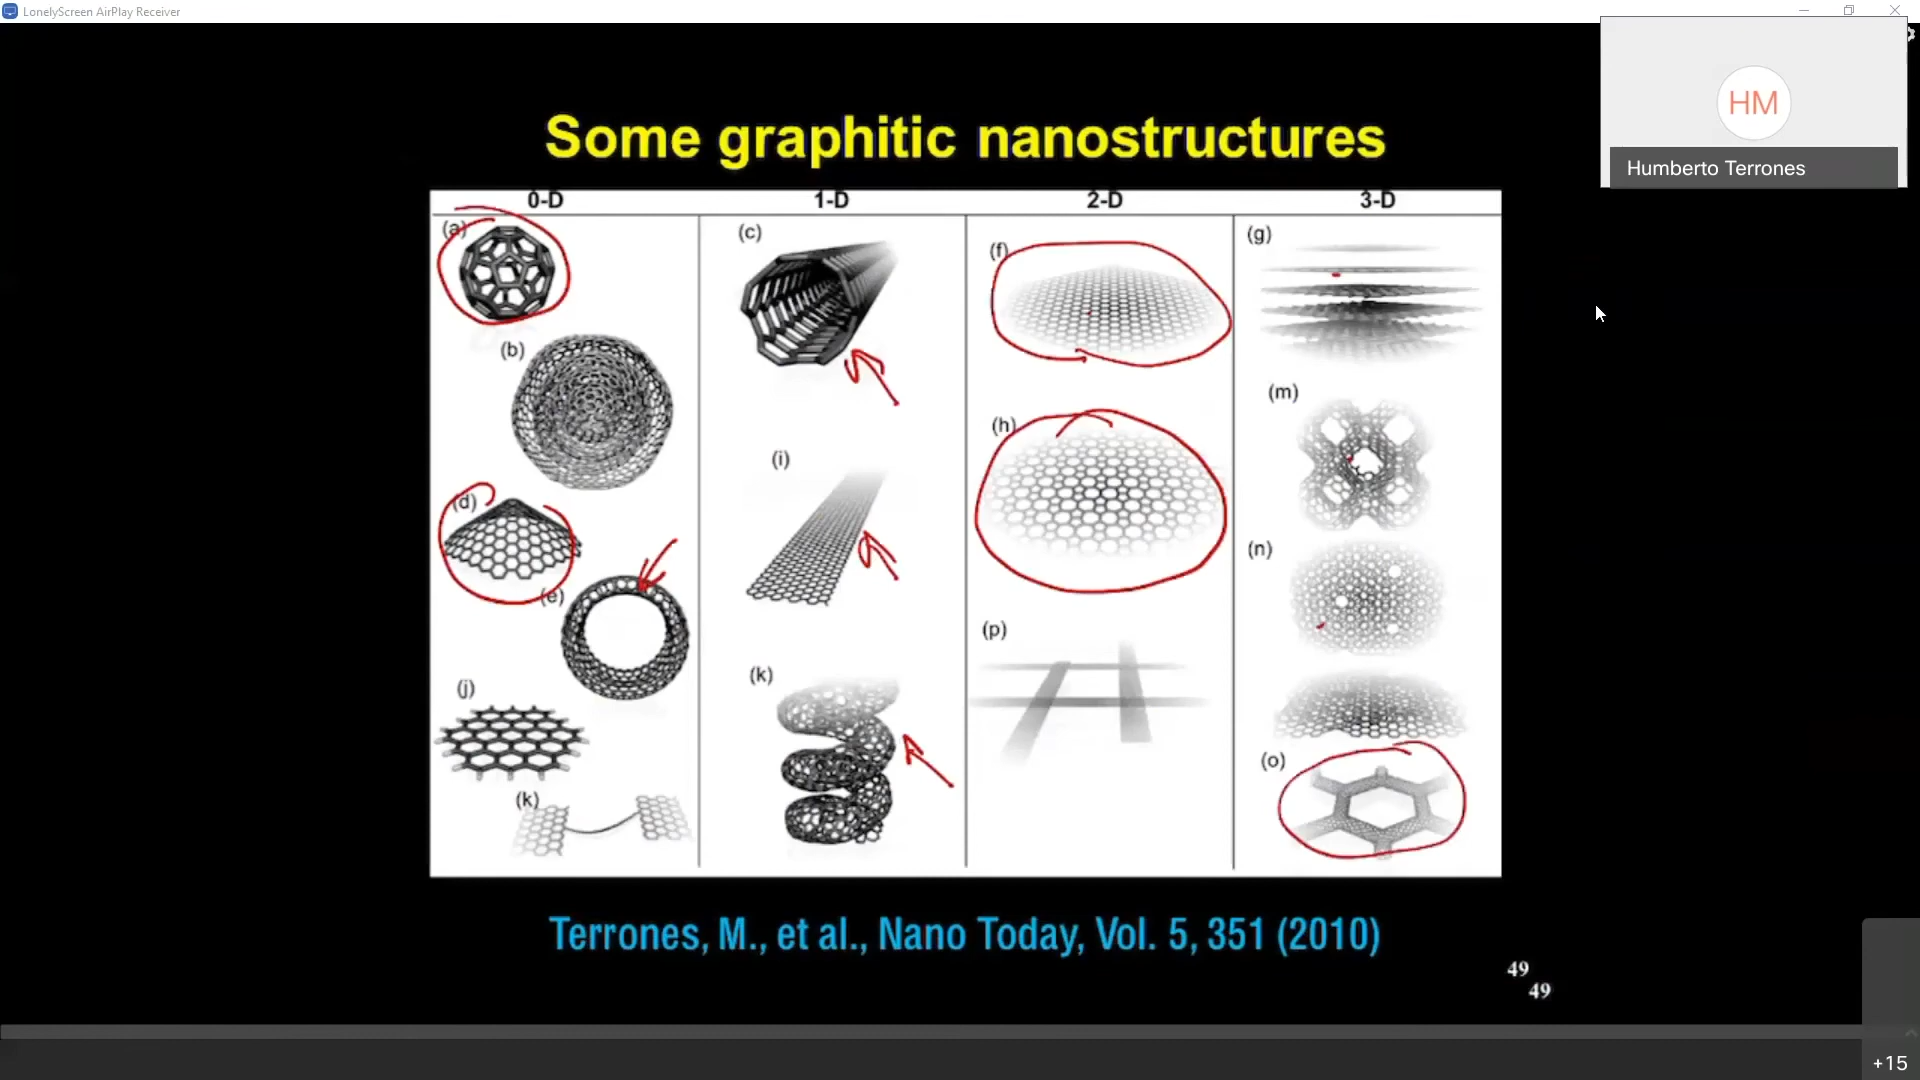 LonelyScreen AirPlay Receiver
HM
Humberto Terrones
Some graphitic nanostructures
0-D 1-D 2-D 3-D
(a)
(b)
(d)
(e)
(j)
(k)
(c)
(i)
(k)
(f)
(h)
(p)
(g)
(m)
(n)
(o)
Terrones, M., et al., Nano Today, Vol. 5, 351 (2010)
49
49
+15